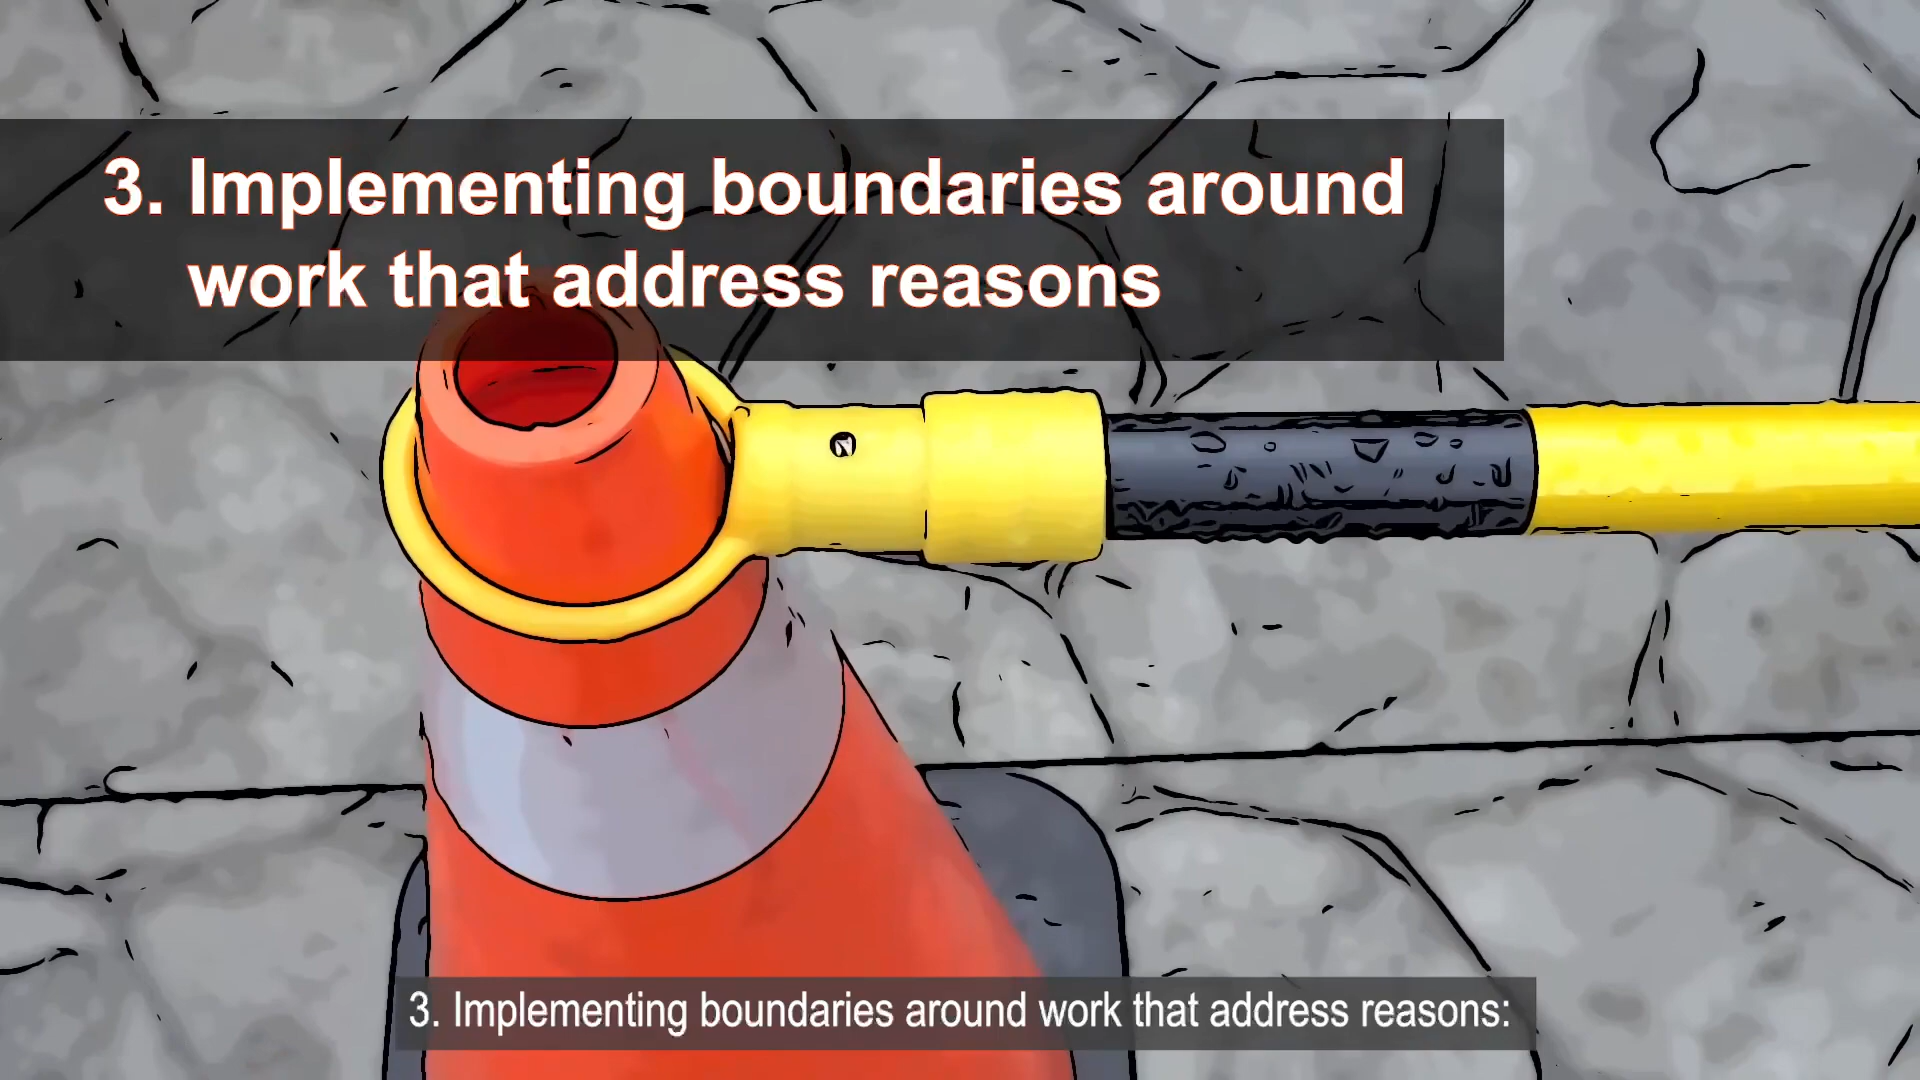 3. Implementing boundaries around
work that address reasons
3. Implementing boundaries around work that address reasons: